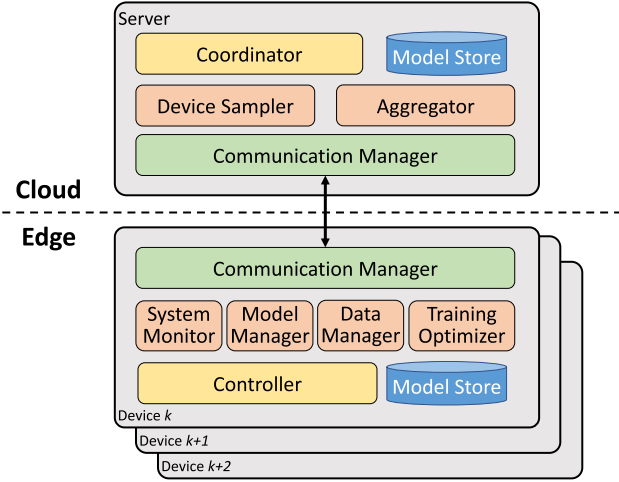 Server
Coordinator
Model Store
Device Sampler
Aggregator
Communication Manager
Cloud
Edge
Communication Manager
System
Monitor
Model
Manager
Data
Manager
Training
Optimizer
Controller
Model Store
Device k
Device k+1
Device k+2